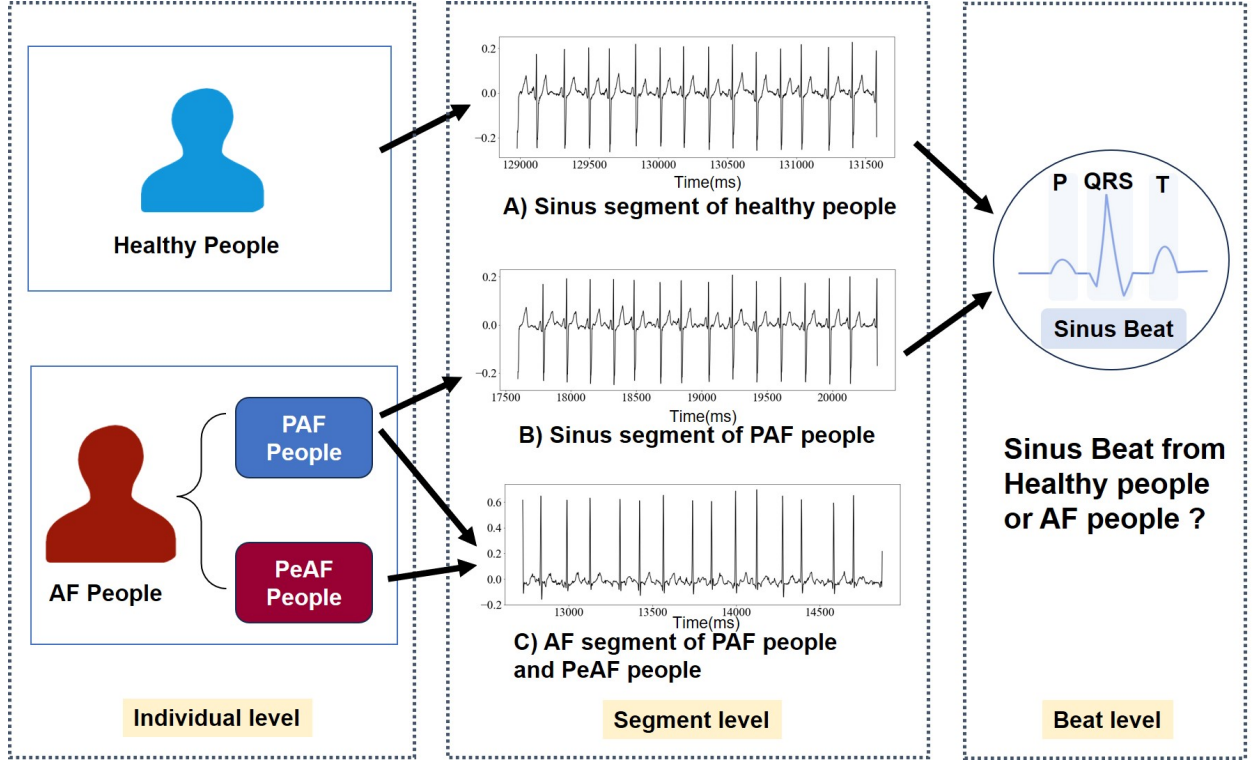 Healthy People
AF People
PAF
People
PeAF
People
Individual level
0.2
0.0
−0.2
129000 129500 130000 130500 131000 131500
Time(ms)
A) Sinus segment of healthy people
0.2
0.0
−0.2
17500 18000 18500 19000 19500 20000
Time(ms)
B) Sinus segment of PAF people
0.6
0.4
0.2
0.0
−0.2
13000 13500 14000 14500
Time(ms)
C) AF segment of PAF people
and PeAF people
Segment level
P QRS T
Sinus Beat
Sinus Beat from
Healthy people
or AF people ?
Beat level